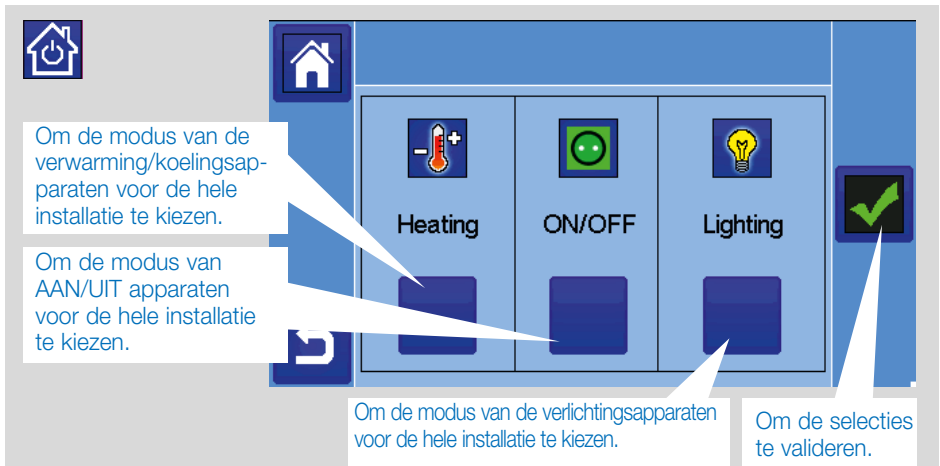 Om de modus van de
verwarming/koelingsap-
paraten voor de hele
installatie te kiezen.
Om de modus van
AAN/UIT apparaten
voor de hele installatie
te kiezen.
Heating
ON/OFF
Lighting
Om de modus van de verlichtingsapparaten
voor de hele installatie te kiezen.
Om de selecties
te valideren.